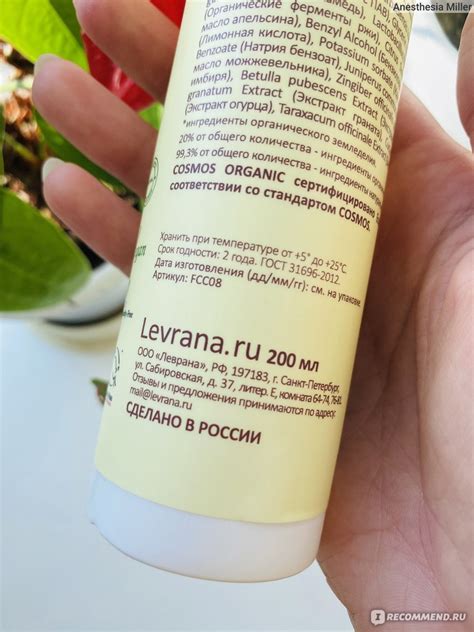 Anesthesia Miller
ПАВ),
(Органические ферменты ржи)
масло апельсина), Benzyl Alcohol
(Лимонная кислота), Potassium
Benzoate (Натрия бензоат), Juniperus
масло можжевельника), Zingiber
имбиря), Betulla pubescens Extract
granatum Extract (Экстракт граната),
(Экстракт огурца), Taraxacum officinale
*ингредиенты органического земледелия.
20% от общего количества - ингредиенты
99,3% от общего количества - ингредиенты
COSMOS ORGANIC сертифицировано
соответствии со стандартом COSMOS.
Хранить при температуре от +5° до +25°C
Срок годности: 2 года. ГОСТ 31696-2012.
Дата изготовления (дд/мм/гг): см. на упаковке.
Артикул: FCC08
Levrana.ru 200 мл
ООО «Леврана», РФ, 197183, г. Санкт-Петербург,
ул. Сабировская, д. 37, литер. Е, комната 64-74, 76-81.
Отзывы и предложения принимаются по адресу:
mail@levrana.ru
СДЕЛАНО В РОССИИ
I RECOMMEND.RU